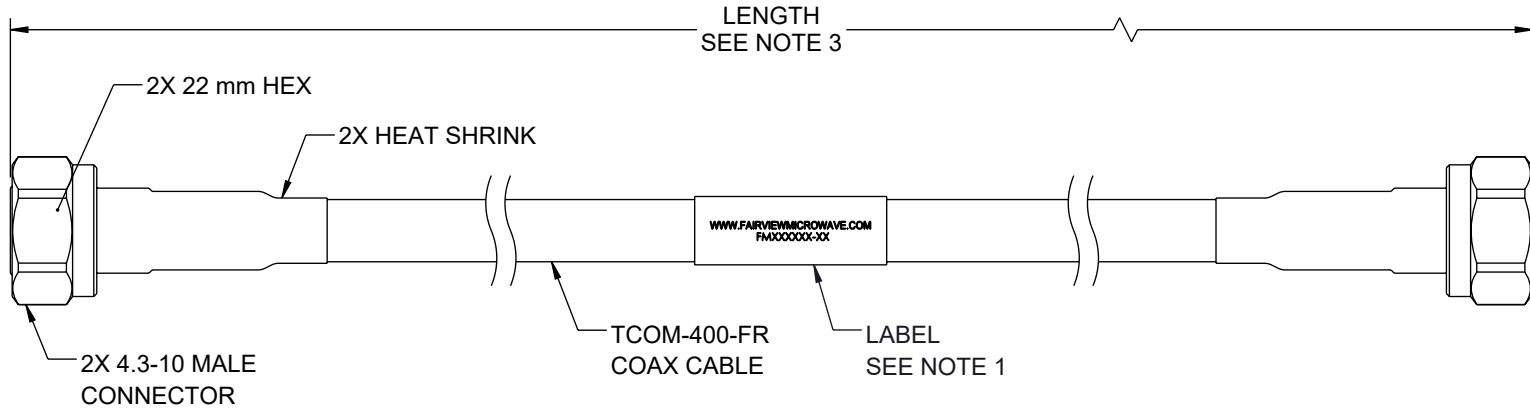 LENGTH
SEE NOTE 3
2X 22 mm HEX
2X HEAT SHRINK
WWW.FAIRVIEWMICROWAVE.COM
FMXXXXXX-XX
TCOM-400-FR
COAX CABLE
LABEL
SEE NOTE 1
2X 4.3-10 MALE
CONNECTOR